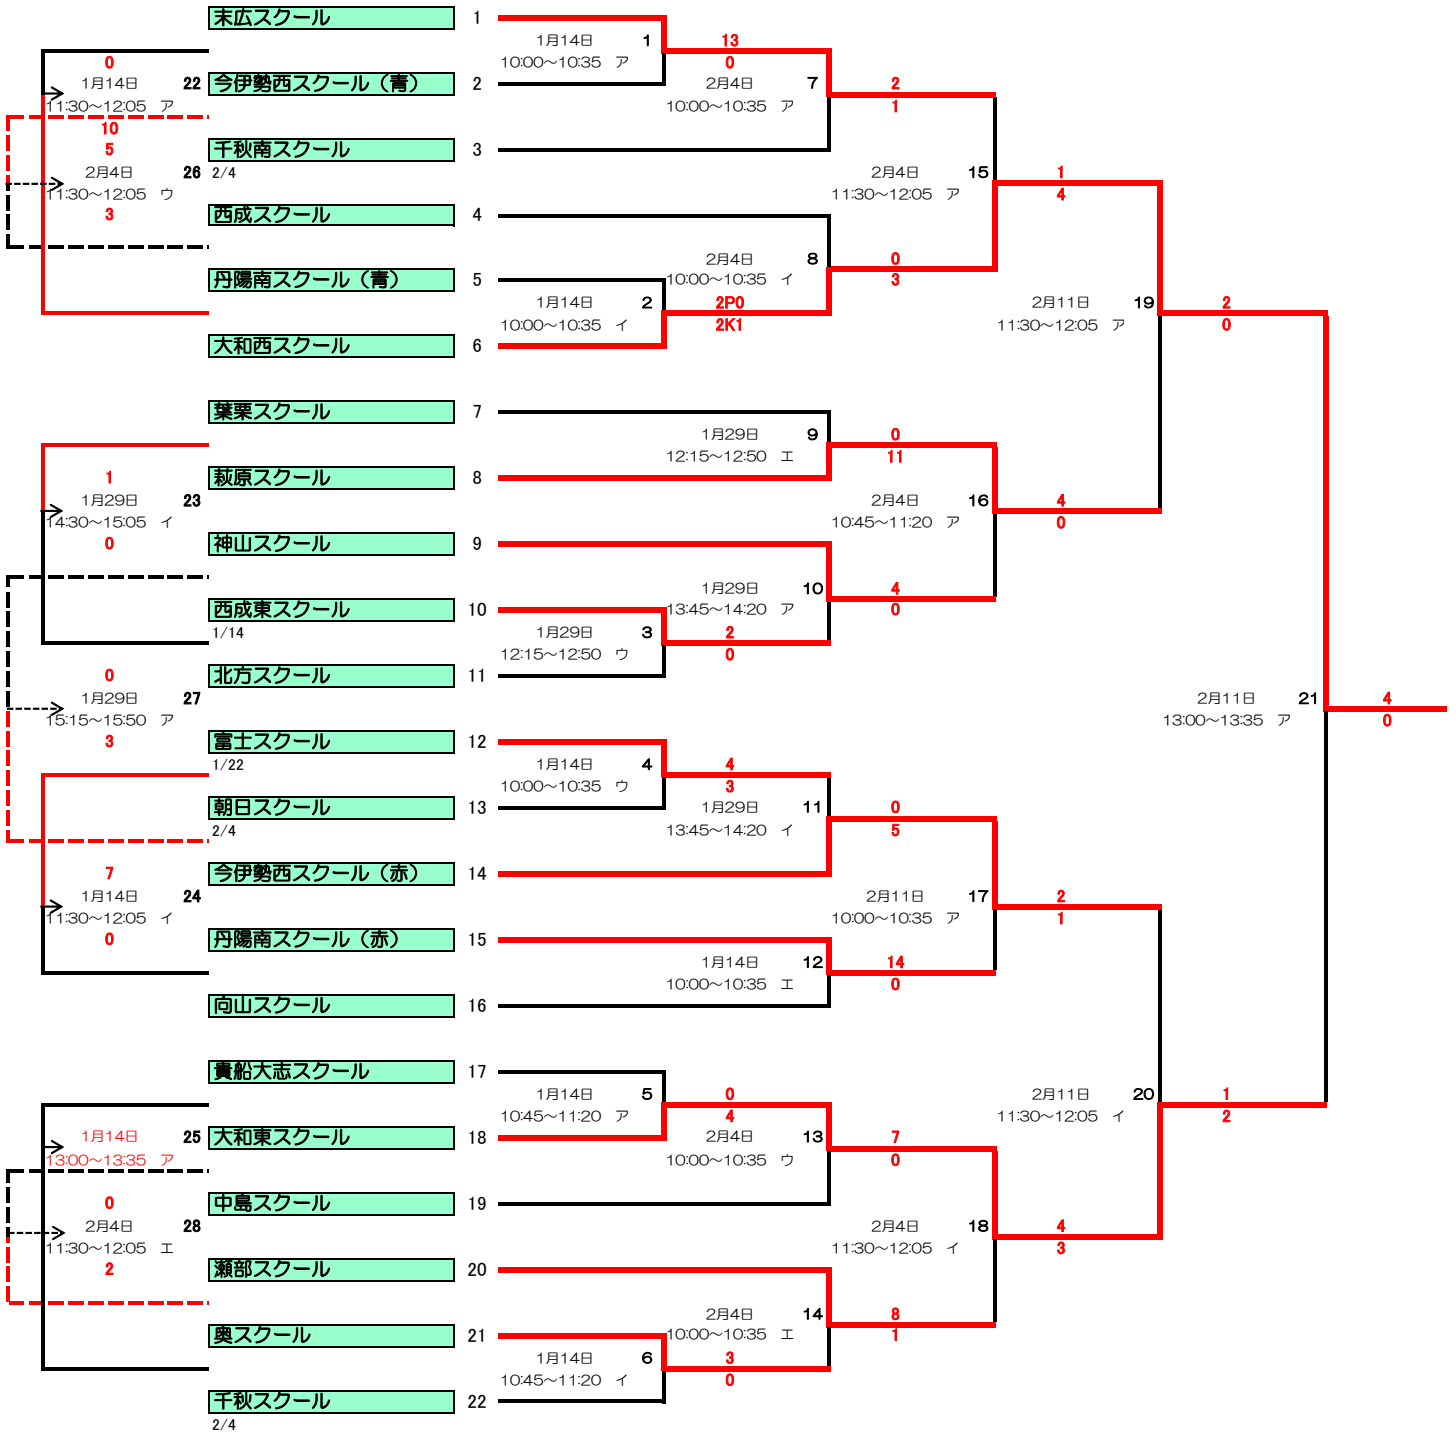 末広スクール 1
1月14日 1 13
0 10:00～10:35 ア 0
1月14日 22 今伊勢西スクール（青） 2 2月4日 7 2
11:30～12:05 ア 10:00～10:35 ア 1
10
5 千秋南スクール 3
2月4日 26 2/4 2月4日 15 1
11:30～12:05 ウ 11:30～12:05 ア 4
3 西成スクール 4
2月4日 8 0
丹陽南スクール（青） 5 10:00～10:35 イ 3
1月14日 2 2P0 2月11日 19 2
10:00～10:35 イ 2K1 11:30～12:05 ア 0
大和西スクール 6
葉栗スクール 7
1月29日 9 0
12:15～12:50 エ 11
1 萩原スクール 8
1月29日 23 2月4日 16 4
14:30～15:05 イ 10:45～11:20 ア 0
0 神山スクール 9
1月29日 10 4
西成東スクール 10 13:45～14:20 ア 0
1/14 1月29日 3 2
12:15～12:50 ウ 0
0 北方スクール 11
1月29日 27 2月11日 21 4
15:15～15:50 ア 13:00～13:35 ア 0
3 富士スクール 12
1/22 1月14日 4 4
10:00～10:35 ウ 3
朝日スクール 13 1月29日 11 0
2/4 13:45～14:20 イ 5
7 今伊勢西スクール（赤） 14
1月14日 24 2月11日 17 2
11:30～12:05 イ 10:00～10:35 ア 1
0 丹陽南スクール（赤） 15
1月14日 12 14
10:00～10:35 エ 0
向山スクール 16
貴船大志スクール 17
1月14日 5 0 2月11日 20 1
10:45～11:20 ア 4 11:30～12:05 イ 2
1月14日 25 大和東スクール 18 2月4日 13 7
13:00～13:35 ア 10:00～10:35 ウ 0
0 中島スクール 19
2月4日 28 2月4日 18 4
11:30～12:05 エ 11:30～12:05 イ 3
2 瀬部スクール 20
2月4日 14 8
奥スクール 21 10:00～10:35 エ 1
1月14日 6 3
10:45～11:20 イ 0
千秋スクール 22
2/4